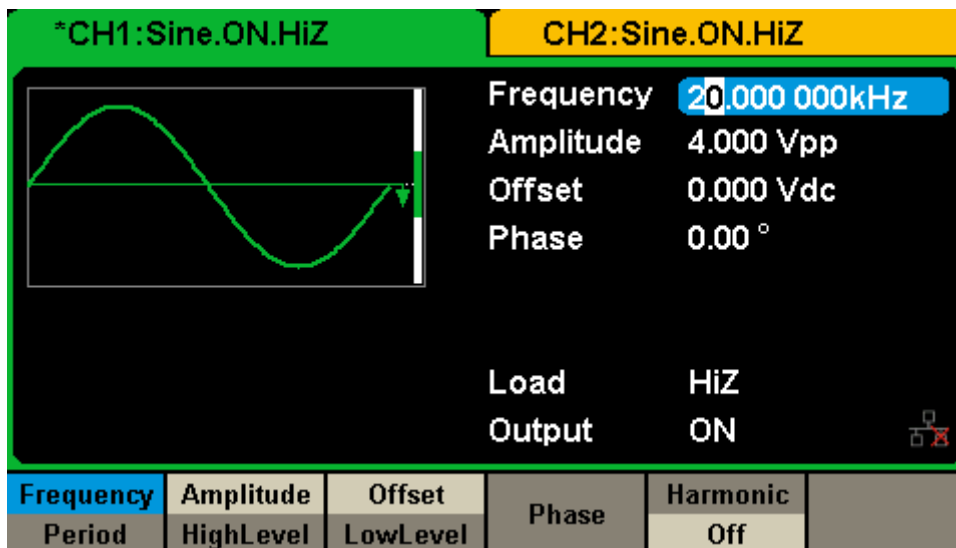 *CH1:Sine.ON.HiZ CH2:Sine.ON.HiZ
Frequency 20.000 000kHz
Amplitude 4.000 Vpp
Offset 0.000 Vdc
Phase 0.00 °
Load HiZ
Output ON
Frequency Amplitude Offset Phase Harmonic
Period HighLevel LowLevel Off